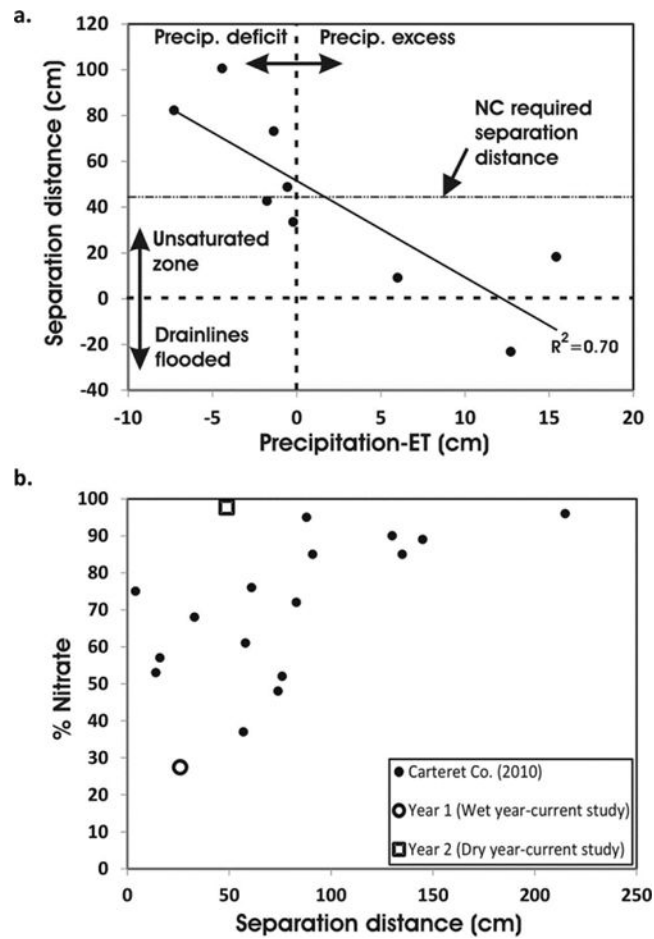 a.
Precip. deficit Precip. excess
120
100
80
60
40
20
0
-20
-40
Separation distance (cm)
NC required
separation
distance
Unsaturated
zone
Drainlines
flooded
R²=0.70
-10 -5 0 5 10 15 20
Precipitation-ET (cm)
b.
100
90
80
70
60
50
40
30
20
10
0
% Nitrate
Carteret Co. (2010)
Year 1 (Wet year-current study)
Year 2 (Dry year-current study)
0 50 100 150 200 250
Separation distance (cm)